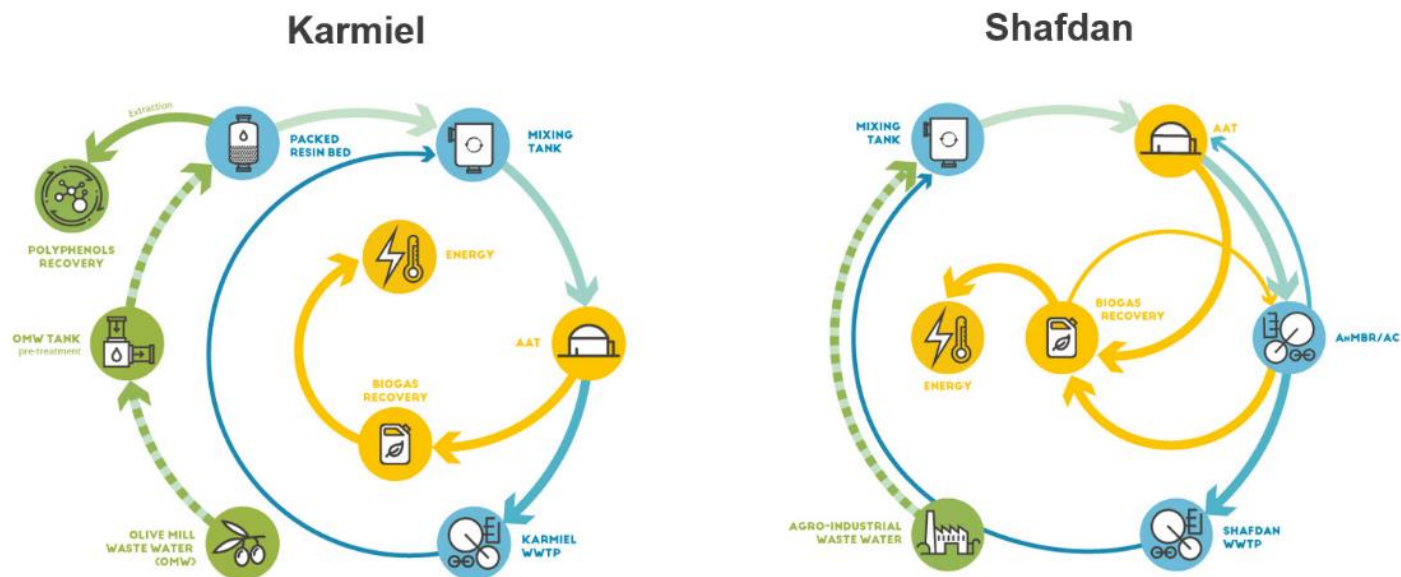 Karmiel
Extraction
PACKED
RESIN BED
MIXING
TANK
POLYPHENOLS
RECOVERY
ENERGY
OMW TANK
pre-treatment
AAT
BIOGAS
RECOVERY
OLIVE MILL
WASTE WATER
(OMW)
KARMIEL
WWTP
Shafdan
MIXING
TANK
AAT
BIOGAS
RECOVERY
ENERGY
AnMBR/AC
AGRO-INDUSTRIAL
WASTE WATER
SHAFDAN
WWTP